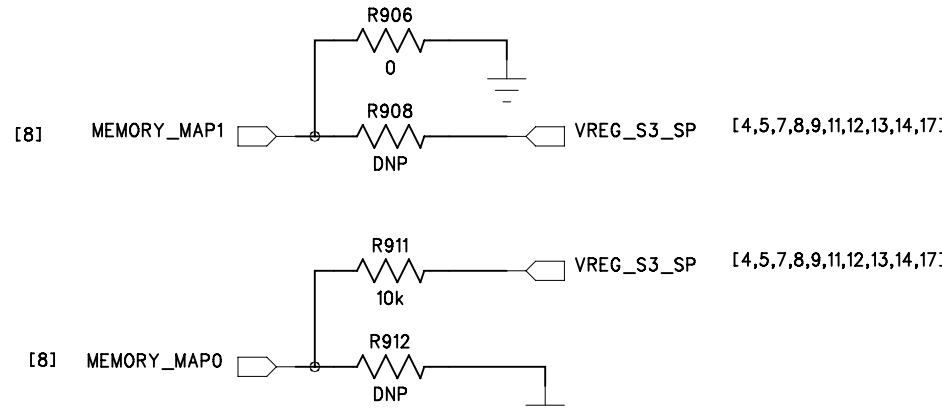 R906
0
R908
[8] MEMORY_MAP1 VREG_S3_SP [4,5,7,8,9,11,12,13,14,17]
DNP
R911
VREG_S3_SP [4,5,7,8,9,11,12,13,14,17]
10k
R912
[8] MEMORY_MAP0
DNP